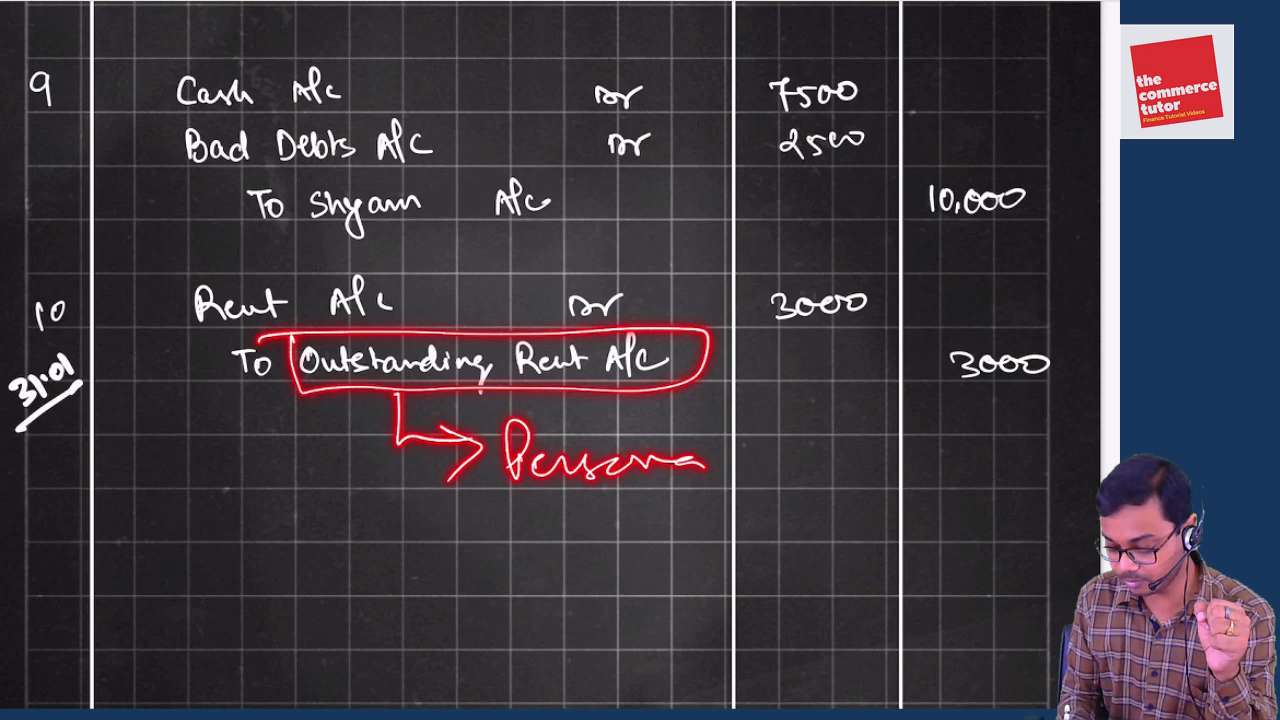 9 Cash A/c Dr 7500
Bad Debts A/c Dr 2500
To Shyam A/c 10,000
10 Rent A/c Dr 3000
To Outstanding Rent A/c 3000
31.01
Persona
the
commerce
tutor
Finance Tutorial Videos